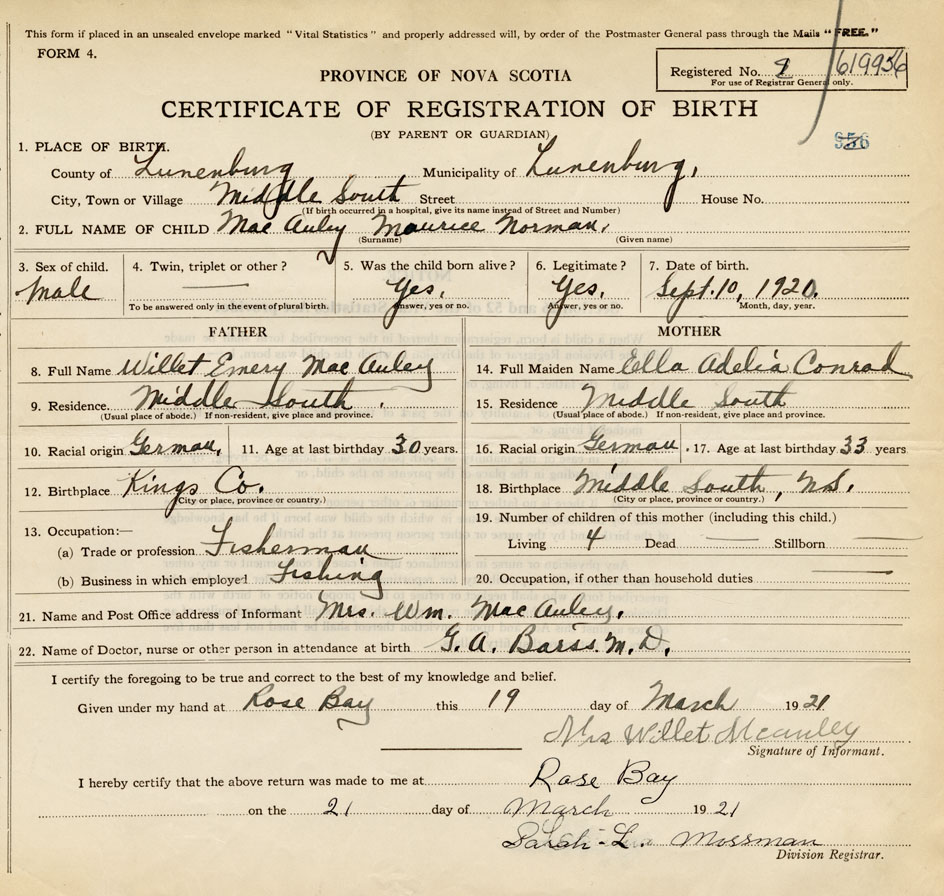 This form if placed in an unsealed envelope marked "Vital Statistics" and properly addressed will, by order of the Postmaster General pass through the Mails "FREE."
FORM 4.
Registered No. 619956
For use of Registrar General only.
PROVINCE OF NOVA SCOTIA
CERTIFICATE OF REGISTRATION OF BIRTH
(BY PARENT OR GUARDIAN)
956
1. PLACE OF BIRTH.
County of Lunenburg Municipality of Lunenburg,
City, Town or Village Middle South Street House No.
(If birth occurred in a hospital, give its name instead of Street and Number)
2. FULL NAME OF CHILD Mac Auley Maurice Norman,
(Surname) (Given name)
3. Sex of child. 4. Twin, triplet or other? 5. Was the child born alive? 6. Legitimate? 7. Date of birth.
Male Yes, Yes, Sept. 10, 1920.
To be answered only in the event of plural birth. Answer, yes or no. Answer, yes or no. Month, day, year.
FATHER MOTHER
8. Full Name Willet Emery Mac Auley 14. Full Maiden Name Ella Adelia Conrad
9. Residence. Middle South. 15. Residence Middle South
(Usual place of abode.) If non-resident, give place and province. (Usual place of abode.) If non-resident, give place and province.
10. Racial origin German, 11. Age at last birthday 30 years. 16. Racial origin German. 17. Age at last birthday 33 years
12. Birthplace Kings Co. 18. Birthplace Middle South, N.S.
(City or place, province or country.) (City or place, province or country.)
13. Occupation:— 19. Number of children of this mother (including this child.)
(a) Trade or profession Fisherman Living 4 Dead Stillborn
(b) Business in which employed Fishing 20. Occupation, if other than household duties
21. Name and Post Office address of Informant Mrs. Wm. Mac Auley.
22. Name of Doctor, nurse or other person in attendance at birth G. A. Barss. M. D.
I certify the foregoing to be true and correct to the best of my knowledge and belief.
Given under my hand at Rose Bay this 19 day of March 1921
Mrs Willet Mcauley
Signature of Informant.
I hereby certify that the above return was made to me at Rose Bay
on the 21 day of March 1921
Sarah L. Mossman
Division Registrar.